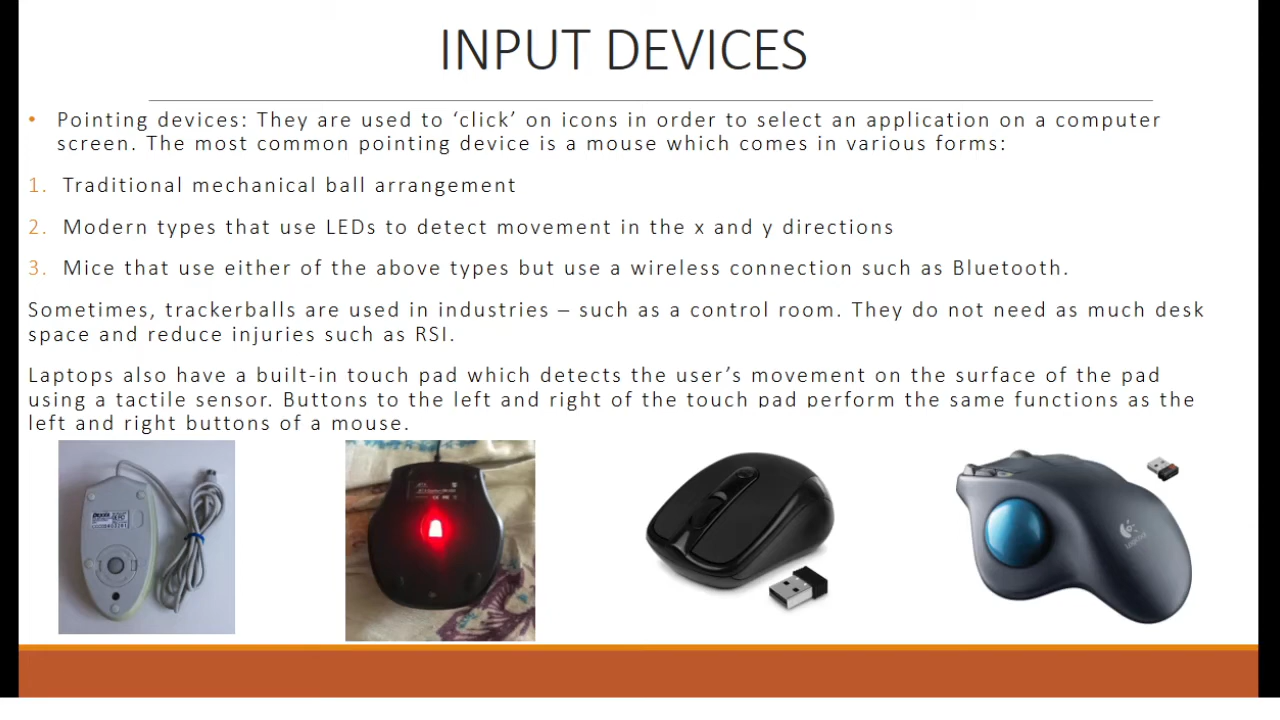 INPUT DEVICES
• Pointing devices: They are used to ‘click’ on icons in order to select an application on a computer
screen. The most common pointing device is a mouse which comes in various forms:
1. Traditional mechanical ball arrangement
2. Modern types that use LEDs to detect movement in the x and y directions
3. Mice that use either of the above types but use a wireless connection such as Bluetooth.
Sometimes, trackerballs are used in industries – such as a control room. They do not need as much desk
space and reduce injuries such as RSI.
Laptops also have a built-in touch pad which detects the user’s movement on the surface of the pad
using a tactile sensor. Buttons to the left and right of the touch pad perform the same functions as the
left and right buttons of a mouse.